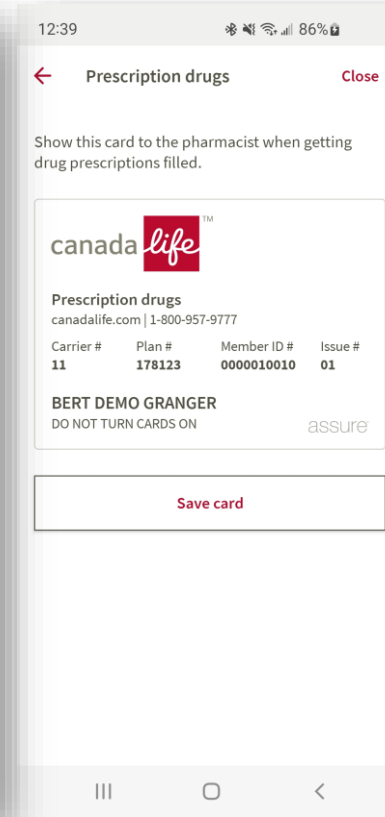 12:39 86%
Prescription drugs Close
Show this card to the pharmacist when getting
drug prescriptions filled.
canada life™
Prescription drugs
canadalife.com | 1-800-957-9777
Carrier # Plan # Member ID # Issue #
11 178123 0000010010 01
BERT DEMO GRANGER
DO NOT TURN CARDS ON assure
Save card